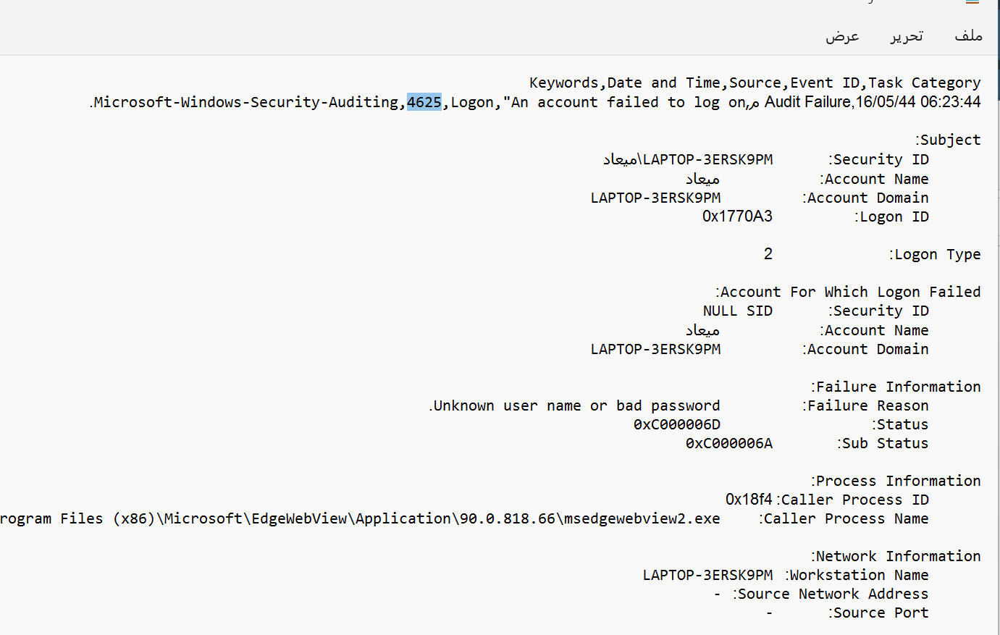 ملف تحرير عرض
Keywords,Date and Time,Source,Event ID,Task Category
Audit Failure,16/05/44 06:23:44 م,Microsoft-Windows-Security-Auditing,4625,Logon,"An account failed to log on.
Subject:
Security ID: LAPTOP-3ERSK9PM\ميعاد
Account Name: ميعاد
Account Domain: LAPTOP-3ERSK9PM
Logon ID: 0x1770A3
Logon Type: 2
Account For Which Logon Failed:
Security ID: NULL SID
Account Name: ميعاد
Account Domain: LAPTOP-3ERSK9PM
Failure Information:
Failure Reason: Unknown user name or bad password.
Status: 0xC000006D
Sub Status: 0xC000006A
Process Information:
Caller Process ID: 0x18f4
Caller Process Name: rogram Files (x86)\Microsoft\EdgeWebView\Application\90.0.818.66\msedgewebview2.exe
Network Information:
Workstation Name: LAPTOP-3ERSK9PM
Source Network Address: -
Source Port: -